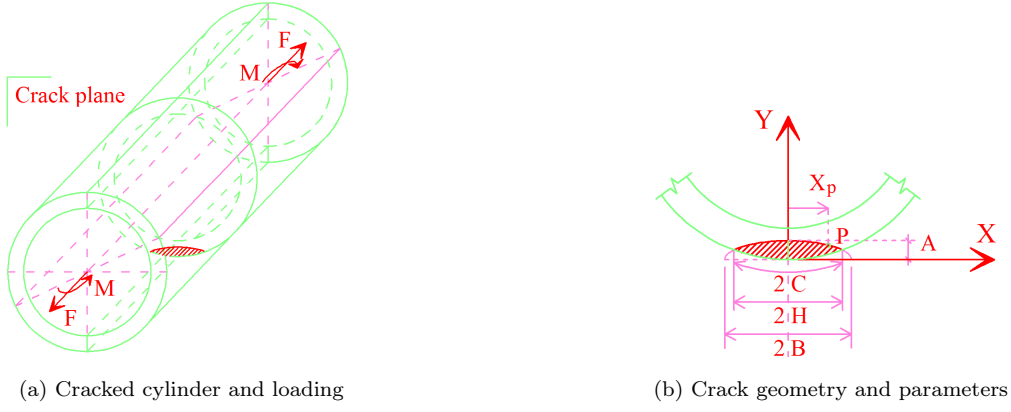 F
M
Crack plane
M
F
Y
X
Xp
P
A
2 C
2 H
2 B
(a) Cracked cylinder and loading
(b) Crack geometry and parameters